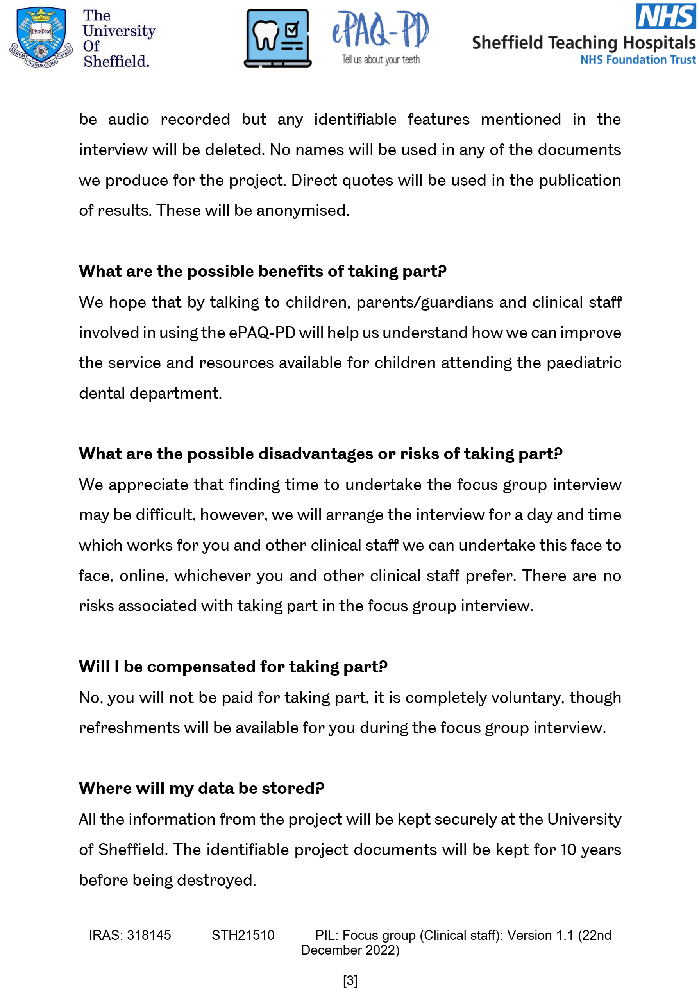 The
University
Of
Sheffield.
Disce Doce
RERVM
COGNOSCERE
CAVSAS
ePAQ-PD
Tell us about your teeth
NHS
Sheffield Teaching Hospitals
NHS Foundation Trust
be audio recorded but any identifiable features mentioned in the
interview will be deleted. No names will be used in any of the documents
we produce for the project. Direct quotes will be used in the publication
of results. These will be anonymised.
What are the possible benefits of taking part?
We hope that by talking to children, parents/guardians and clinical staff
involved in using the ePAQ-PD will help us understand how we can improve
the service and resources available for children attending the paediatric
dental department.
What are the possible disadvantages or risks of taking part?
We appreciate that finding time to undertake the focus group interview
may be difficult, however, we will arrange the interview for a day and time
which works for you and other clinical staff we can undertake this face to
face, online, whichever you and other clinical staff prefer. There are no
risks associated with taking part in the focus group interview.
Will I be compensated for taking part?
No, you will not be paid for taking part, it is completely voluntary, though
refreshments will be available for you during the focus group interview.
Where will my data be stored?
All the information from the project will be kept securely at the University
of Sheffield. The identifiable project documents will be kept for 10 years
before being destroyed.
IRAS: 318145 STH21510 PIL: Focus group (Clinical staff): Version 1.1 (22nd
December 2022)
[3]